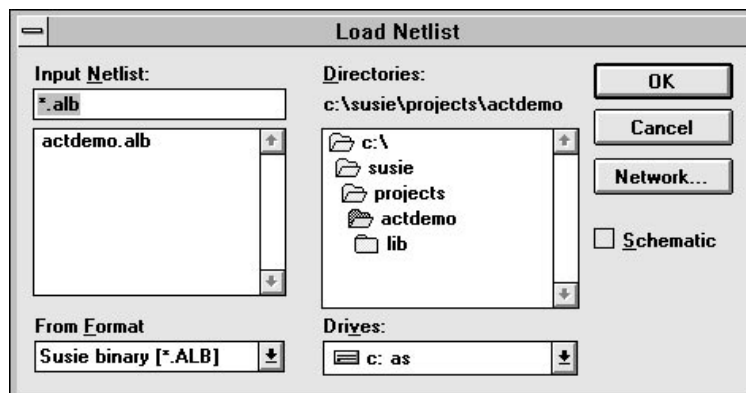 Load Netlist
Input Netlist:
*.alb
actdemo.alb
From Format
Susie binary [*.ALB]
Directories:
c:\susie\projects\actdemo
c:\
susie
projects
actdemo
lib
Drives:
c: as
OK
Cancel
Network...
Schematic